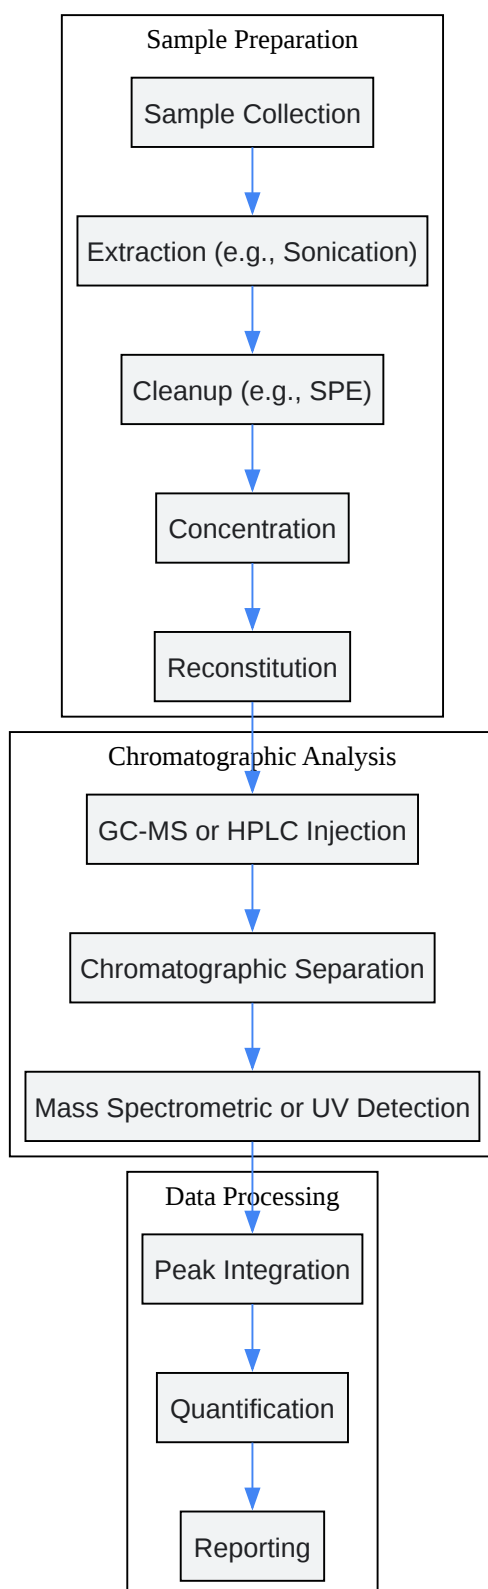 Sample Preparation
Sample Collection
Extraction (e.g., Sonication)
Cleanup (e.g., SPE)
Concentration
Reconstitution
Chromatographic Analysis
GC-MS or HPLC Injection
Chromatographic Separation
Mass Spectrometric or UV Detection
Data Processing
Peak Integration
Quantification
Reporting